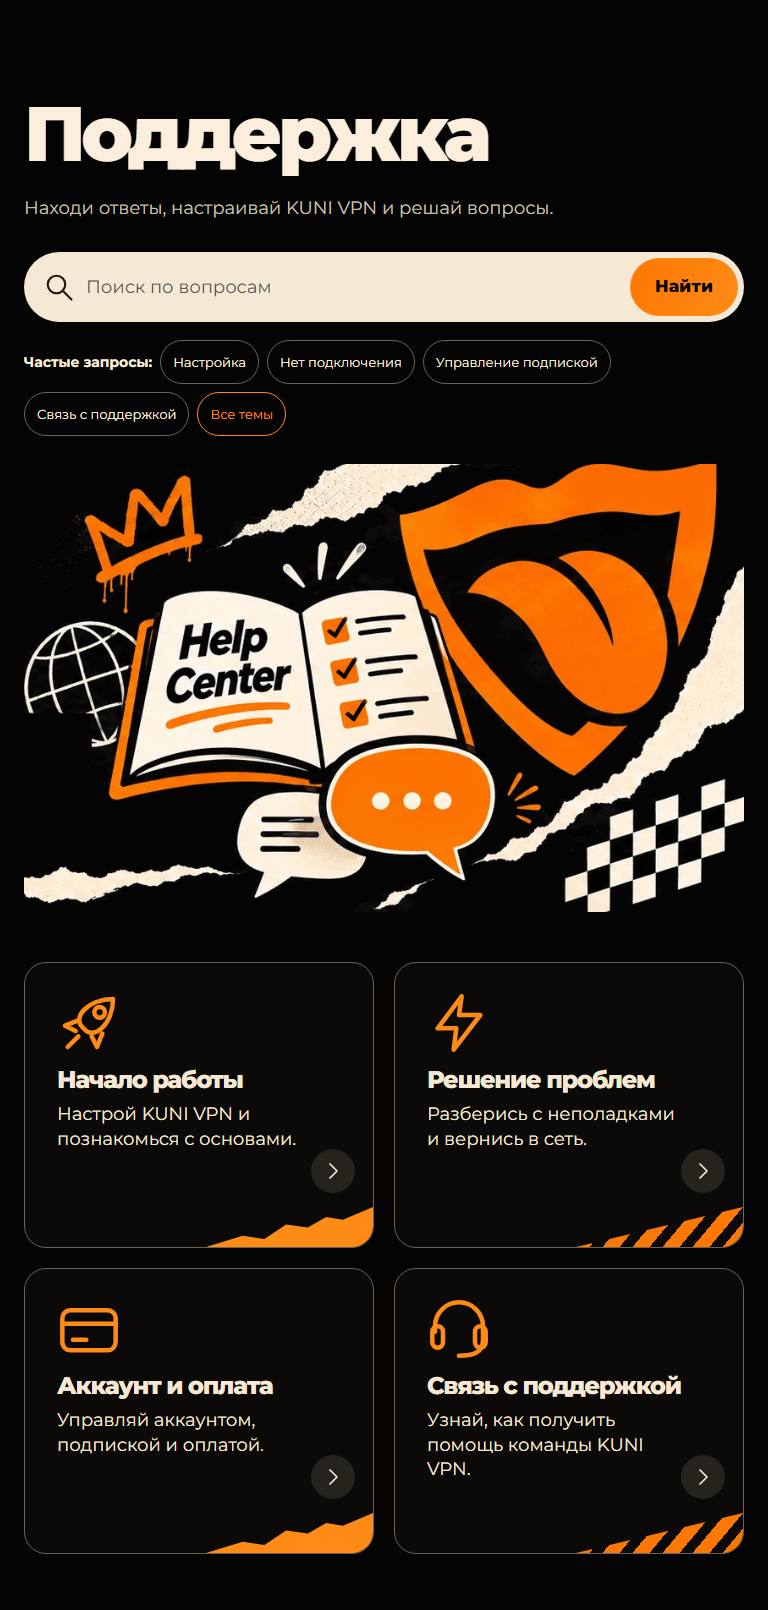 Поддержка
Находи ответы, настраивай KUNI VPN и решай вопросы.
Поиск по вопросам
Найти
Частые запросы:
Настройка
Нет подключения
Управление подпиской
Связь с поддержкой
Все темы
Help
Center
Начало работы
Настрой KUNI VPN и
познакомься с основами.
Решение проблем
Разберись с неполадками
и вернись в сеть.
Аккаунт и оплата
Управляй аккаунтом,
подпиской и оплатой.
Связь с поддержкой
Узнай, как получить
помощь команды KUNI
VPN.